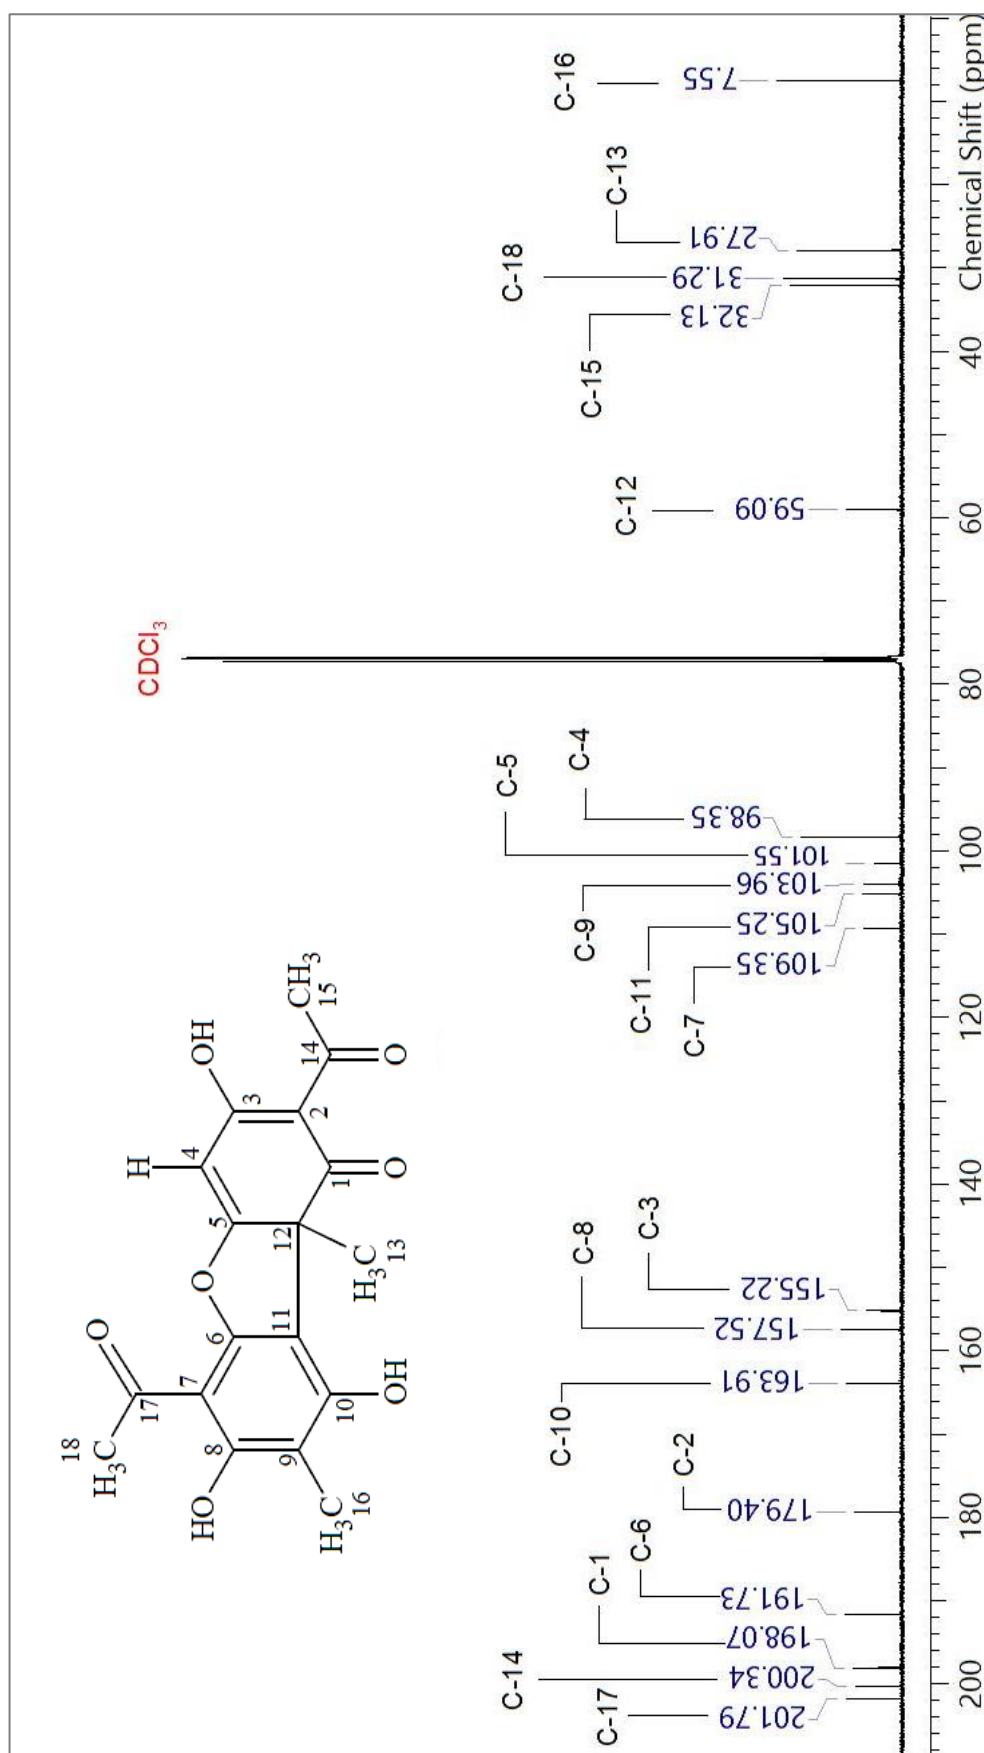 CDCl₃
18
H₃C
O
17
H
7
4
HO
8
6
O
5
3
OH
9
10
11
12
1
2
14
CH₃
15
H₃C
16
OH
H₃C
13
O
O
C-14
C-17
C-1
C-6
C-2
C-10
C-8
C-3
C-7
C-11
C-9
C-5
C-4
C-12
C-15
C-18
C-13
C-16
201.79
200.34
198.07
191.73
179.40
163.91
157.52
155.22
109.35
105.25
103.96
101.55
98.35
59.09
32.13
31.29
27.91
7.55
200 180 160 140 120 100 80 60 40 Chemical Shift (ppm)